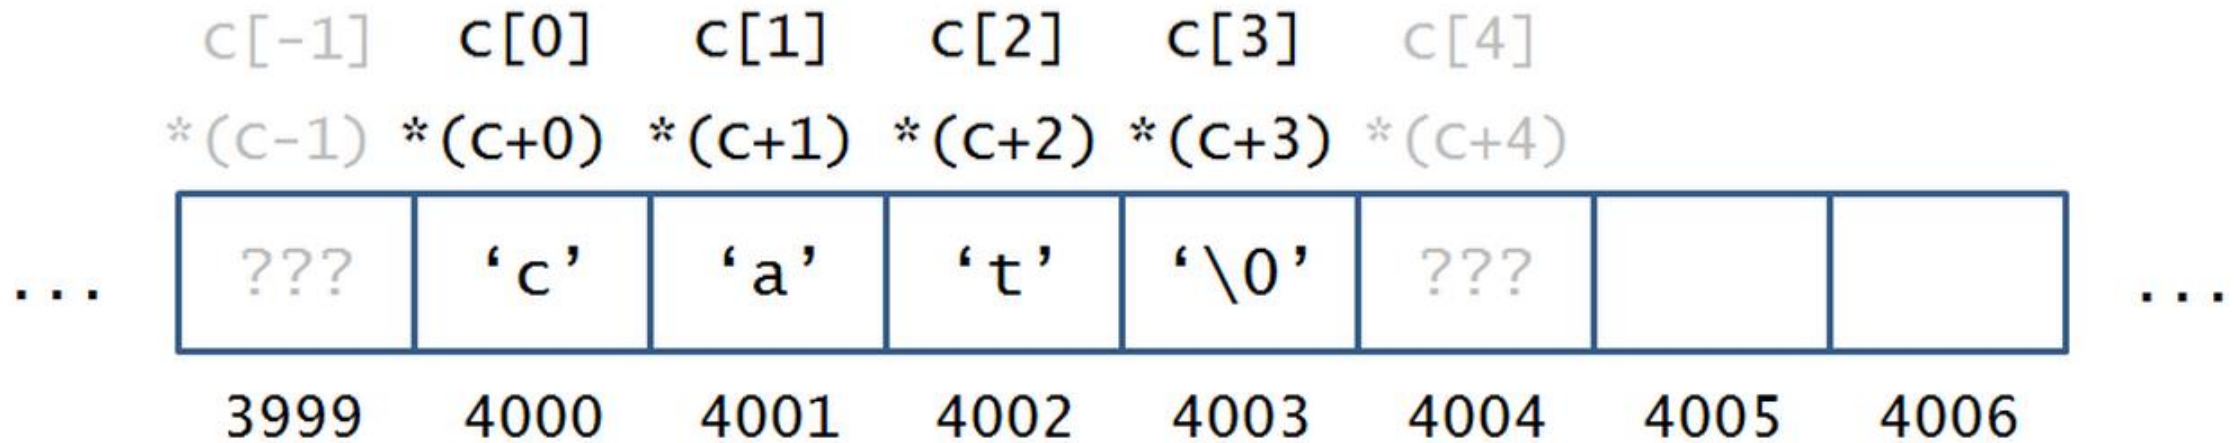 c[-1] c[0] c[1] c[2] c[3] c[4]
*(c-1) *(c+0) *(c+1) *(c+2) *(c+3) *(c+4)
... ??? ‘c’ ‘a’ ‘t’ ‘\0’ ??? ...
3999 4000 4001 4002 4003 4004 4005 4006